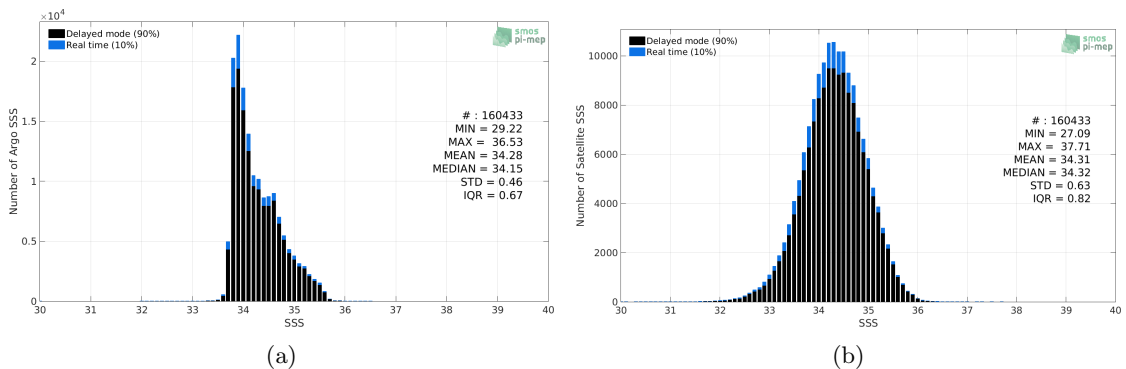 ×10⁴
Delayed mode (90%)
Real time (10%)
smos
pi-mep
2
1.5
1
0.5
0
Number of Argo SSS
# : 160433
MIN = 29.22
MAX = 36.53
MEAN = 34.28
MEDIAN = 34.15
STD = 0.46
IQR = 0.67
30 31 32 33 34 35 36 37 38 39 40
SSS
(a)
Delayed mode (90%)
Real time (10%)
smos
pi-mep
10000
8000
6000
4000
2000
0
Number of Satellite SSS
# : 160433
MIN = 27.09
MAX = 37.71
MEAN = 34.31
MEDIAN = 34.32
STD = 0.63
IQR = 0.82
30 31 32 33 34 35 36 37 38 39 40
SSS
(b)